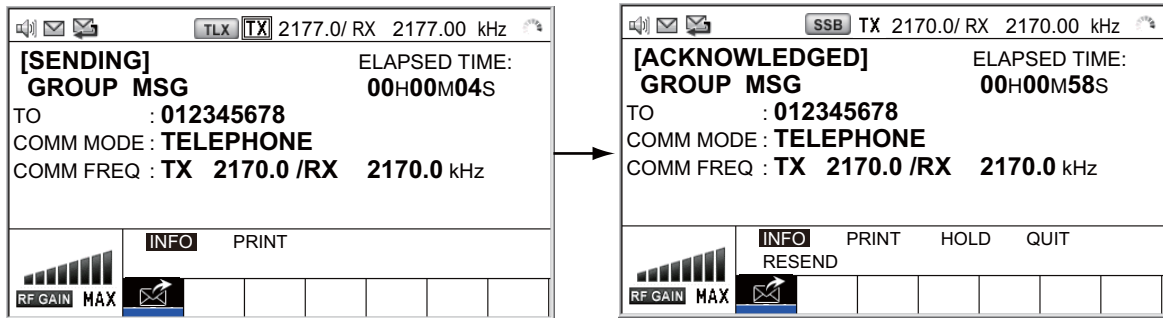 TLX TX 2177.0/ RX 2177.00 kHz
[SENDING] ELAPSED TIME:
GROUP MSG 00H00M04S
TO : 012345678
COMM MODE : TELEPHONE
COMM FREQ : TX 2170.0 /RX 2170.0 kHz
INFO PRINT
RF GAIN MAX
SSB TX 2170.0/ RX 2170.00 kHz
[ACKNOWLEDGED] ELAPSED TIME:
GROUP MSG 00H00M58S
TO : 012345678
COMM MODE : TELEPHONE
COMM FREQ : TX 2170.0 /RX 2170.0 kHz
INFO PRINT HOLD QUIT
RESEND
RF GAIN MAX